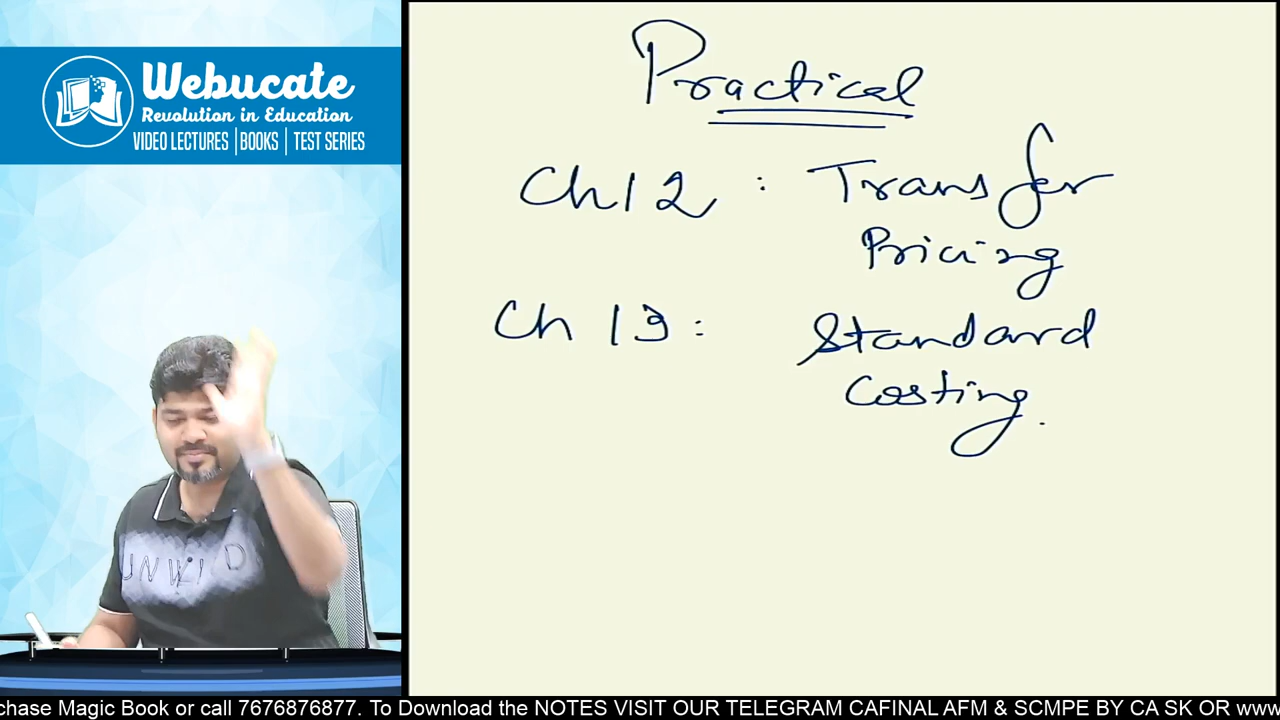 Webucate
Revolution in Education
VIDEO LECTURES | BOOKS | TEST SERIES
Practical
Ch 12 : Transfer
Pricing
Ch 13 : Standard
Costing.
UNWI D
chase Magic Book or call 7676876877. To Download the NOTES VISIT OUR TELEGRAM CAFINAL AFM & SCMPE BY CA SK OR www